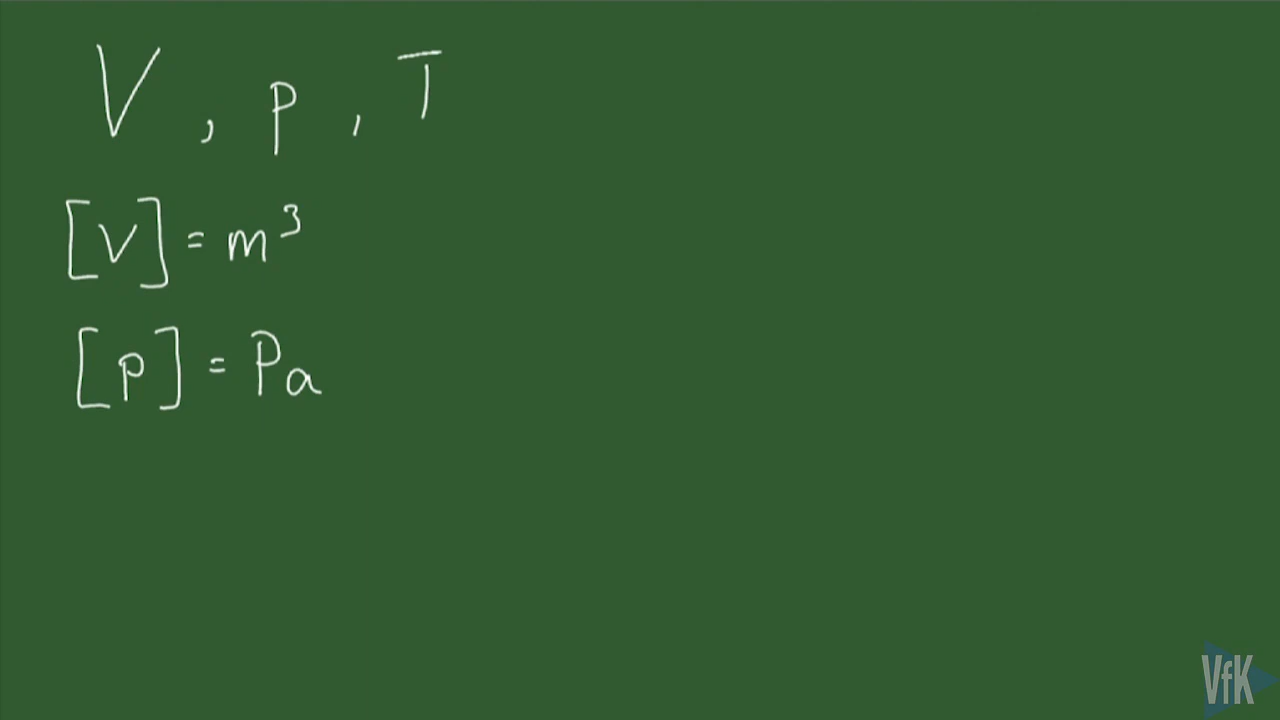 V , p , T
[V] = m³
[p] = Pa
VfK